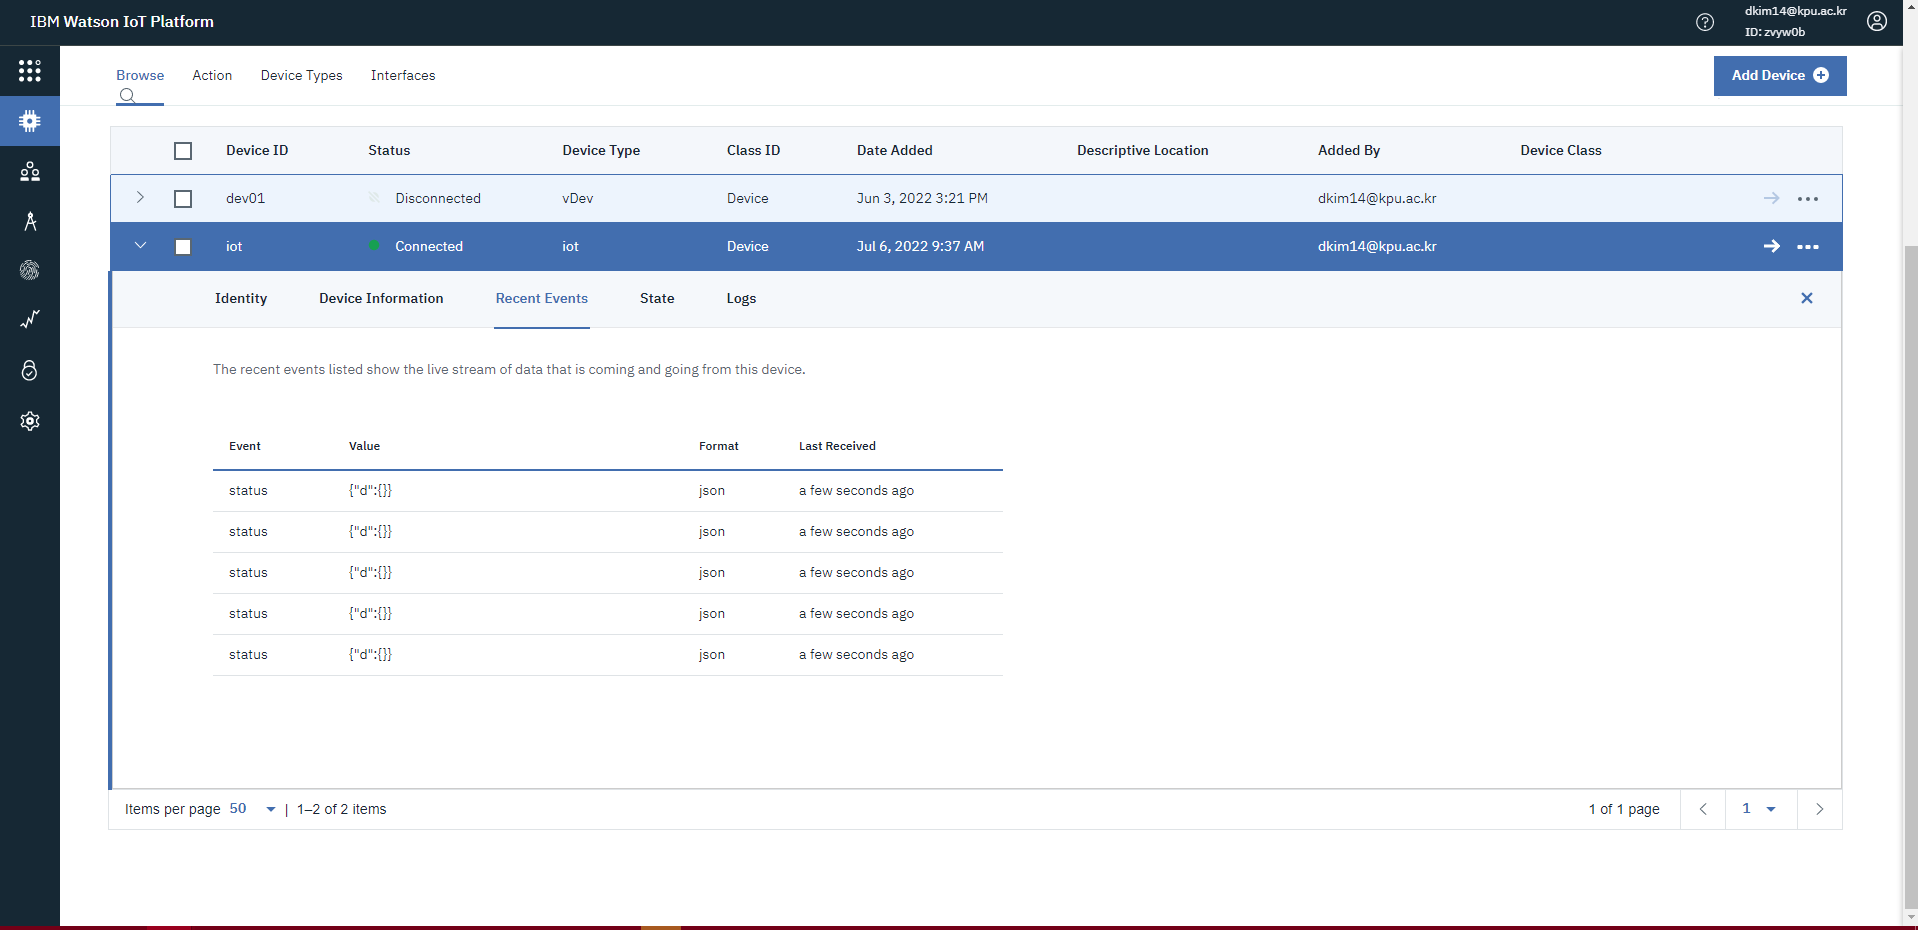 IBM Watson IoT Platform
dkim14@kpu.ac.kr
ID: zvyw0b
Browse Action Device Types Interfaces
Add Device
Device ID Status Device Type Class ID Date Added Descriptive Location Added By Device Class
dev01 Disconnected vDev Device Jun 3, 2022 3:21 PM dkim14@kpu.ac.kr
iot Connected iot Device Jul 6, 2022 9:37 AM dkim14@kpu.ac.kr
Identity Device Information Recent Events State Logs
The recent events listed show the live stream of data that is coming and going from this device.
Event Value Format Last Received
status {"d":{}} json a few seconds ago
status {"d":{}} json a few seconds ago
status {"d":{}} json a few seconds ago
status {"d":{}} json a few seconds ago
status {"d":{}} json a few seconds ago
Items per page 50 | 1–2 of 2 items 1 of 1 page 1